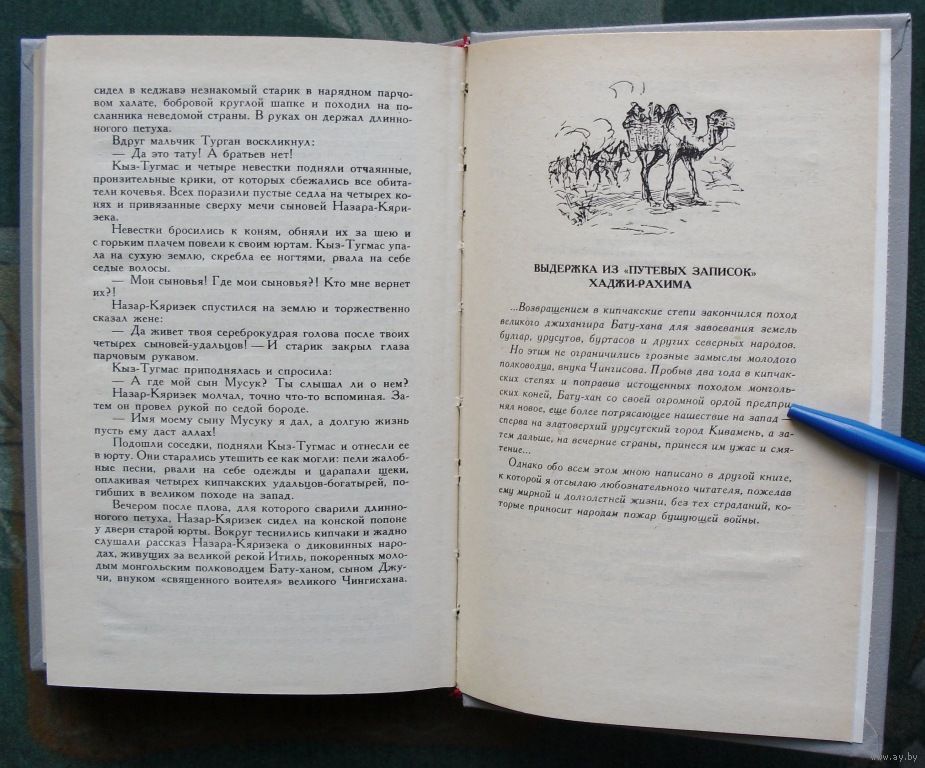 сидел в кеджавэ незнакомый старик в нарядном парчо-
вом халате, бобровой круглой шапке и походил на по-
сланника неведомой страны. В руках он держал длинно-
ногого петуха.
Вдруг мальчик Турган воскликнул:
— Да это тату! А братьев нет!
Кыз-Тугмас и четыре невестки подняли отчаянные,
пронзительные крики, от которых сбежались все обита-
тели кочевья. Всех поразили пустые седла на четырех ко-
нях и привязанные сверху мечи сыновей Назара-Кяри-
зека.
Невестки бросились к коням, обняли их за шею и
с горьким плачем повели к своим юртам. Кыз-Тугмас упа-
ла на сухую землю, скребла ее ногтями, рвала на себе
седые волосы.
— Мои сыновья! Где мои сыновья?! Кто мне вернет
их?!
Назар-Кяризек спустился на землю и торжественно
сказал жене:
— Да живет твоя сереброкудрая голова после твоих
четырех сыновей-удальцов! — И старик закрыл глаза
парчовым рукавом.
Кыз-Тугмас приподнялась и спросила:
— А где мой сын Мусук? Ты слышал ли о нем?
Назар-Кяризек молчал, точно что-то вспоминая. За-
тем он провел рукой по седой бороде.
— Имя моему сыну Мусуку я дал, а долгую жизнь
пусть ему даст аллах!
Подошли соседки, подняли Кыз-Тугмас и отнесли ее
в юрту. Они старались утешить ее как могли: пели жалоб-
ные песни, рвали на себе одежды и царапали щеки,
оплакивая четырех кипчакских удальцов-богатырей, по-
гибших в великом походе на запад.
Вечером после плова, для которого сварили длинно-
ногого петуха, Назар-Кяризек сидел на конской попоне
у двери старой юрты. Вокруг теснились кипчаки и жадно
слушали рассказ Назара-Кяризека о диковинных наро-
дах, живущих за великой рекой Итиль, покоренных моло-
дым монгольским полководцем Бату-ханом, сыном Джу-
чи, внуком «священного воителя» великого Чингисхана.
ВЫДЕРЖКА ИЗ «ПУТЕВЫХ ЗАПИСОК»
ХАДЖИ-РАХИМА
...Возвращением в кипчакские степи закончился поход
великого джихангира Бату-хана для завоевания земель
булгар, урусутов, буртасов и других северных народов.
Но этим не ограничились грозные замыслы молодого
полководца, внука Чингисова. Пробыв два года в кипчак-
ских степях и поправив истощенных походом монголь-
ских коней, Бату-хан со своей огромной ордой предпри-
нял новое, еще более потрясающее нашествие на запад —
сперва на златоверхий урусутский город Кивамень, а за-
тем дальше, на вечерние страны, принеся им ужас и смя-
тение...
Однако обо всем этом мною написано в другой книге,
к которой я отсылаю любознательного читателя, пожелав
ему мирной и долголетней жизни, без тех страданий, ко-
торые приносит народам пожар бушующей войны.
www.ay.by